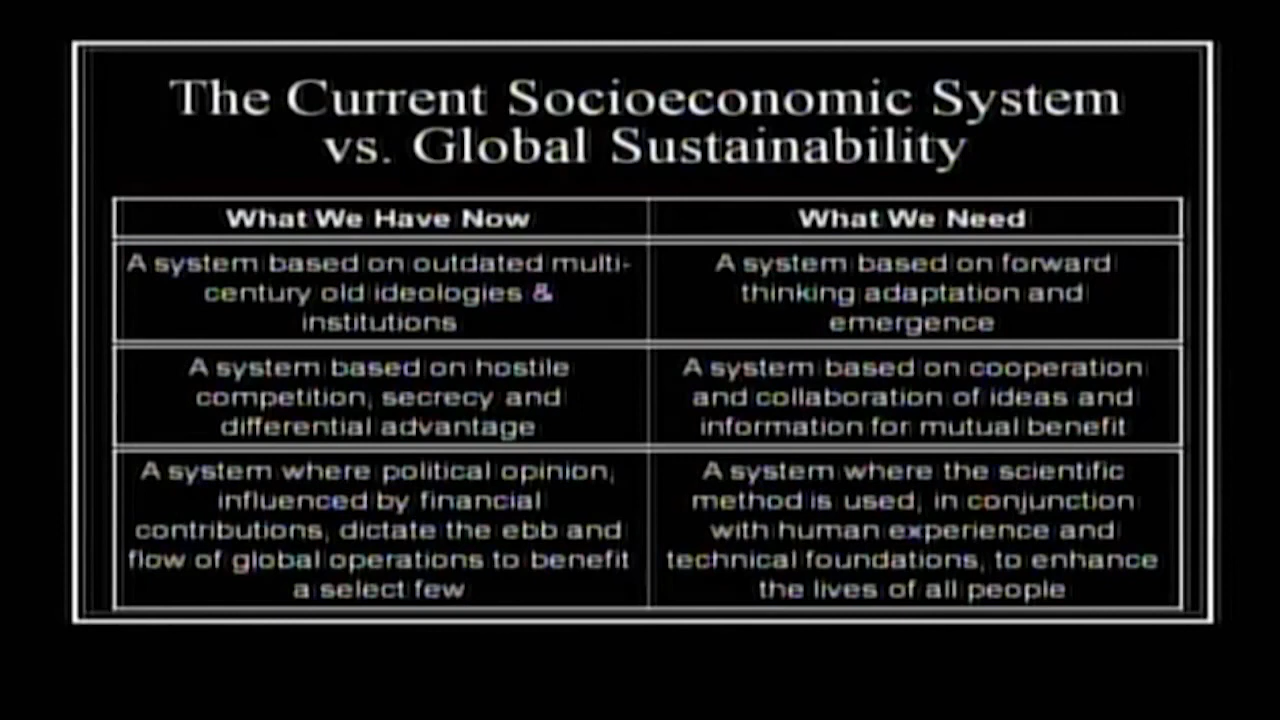 The Current Socioeconomic System
vs. Global Sustainability
What We Have Now
What We Need
A system based on outdated multi-
century old ideologies &
institutions
A system based on forward
thinking adaptation and
emergence
A system based on hostile
competition, secrecy and
differential advantage
A system based on cooperation
and collaboration of ideas and
information for mutual benefit
A system where political opinion,
influenced by financial
contributions, dictate the ebb and
flow of global operations to benefit
a select few
A system where the scientific
method is used, in conjunction
with human experience and
technical foundations, to enhance
the lives of all people